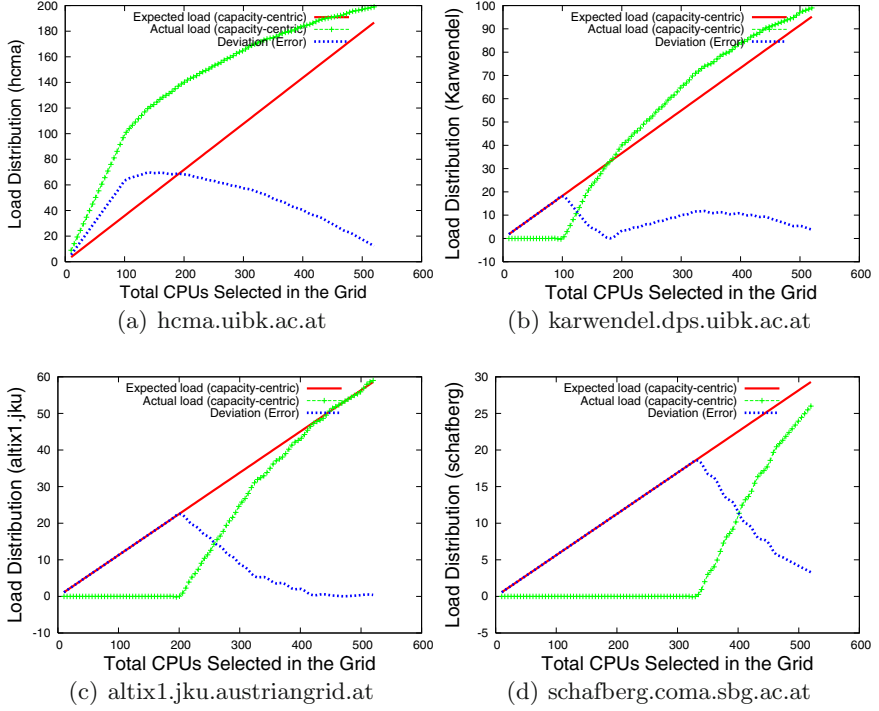 Load Distribution (hcma)
200
180
160
140
120
100
80
60
40
20
0
Expected load (capacity-centric)
Actual load (capacity-centric)
Deviation (Error)
0 100 200 300 400 500 600
Total CPUs Selected in the Grid
(a) hcma.uibk.ac.at
Load Distribution (Karwendel)
100
90
80
70
60
50
40
30
20
10
0
-10
Expected load (capacity-centric)
Actual load (capacity-centric)
Deviation (Error)
0 100 200 300 400 500 600
Total CPUs Selected in the Grid
(b) karwendel.dps.uibk.ac.at
Load Distribution (altix1.jku)
60
50
40
30
20
10
0
-10
Expected load (capacity-centric)
Actual load (capacity-centric)
Deviation (Error)
0 100 200 300 400 500 600
Total CPUs Selected in the Grid
(c) altix1.jku.austriangrid.at
Load Distribution (schafberg)
30
25
20
15
10
5
0
-5
Expected load (capacity-centric)
Actual load (capacity-centric)
Deviation (Error)
0 100 200 300 400 500 600
Total CPUs Selected in the Grid
(d) schafberg.coma.sbg.ac.at